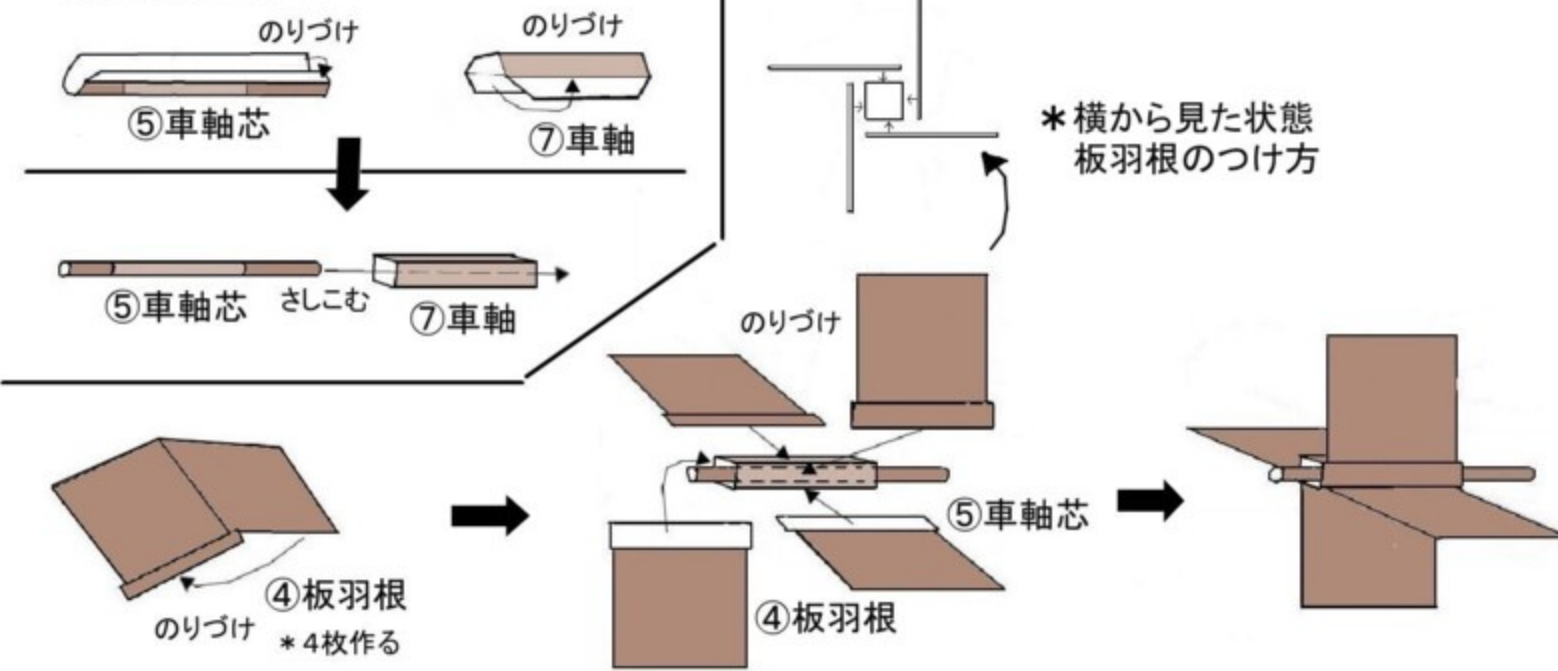 のりづけ
のりづけ
⑤車軸芯
⑦車軸
＊横から見た状態
板羽根のつけ方
⑤車軸芯
さしこむ
⑦車軸
のりづけ
⑤車軸芯
④板羽根
のりづけ
＊4枚作る
④板羽根